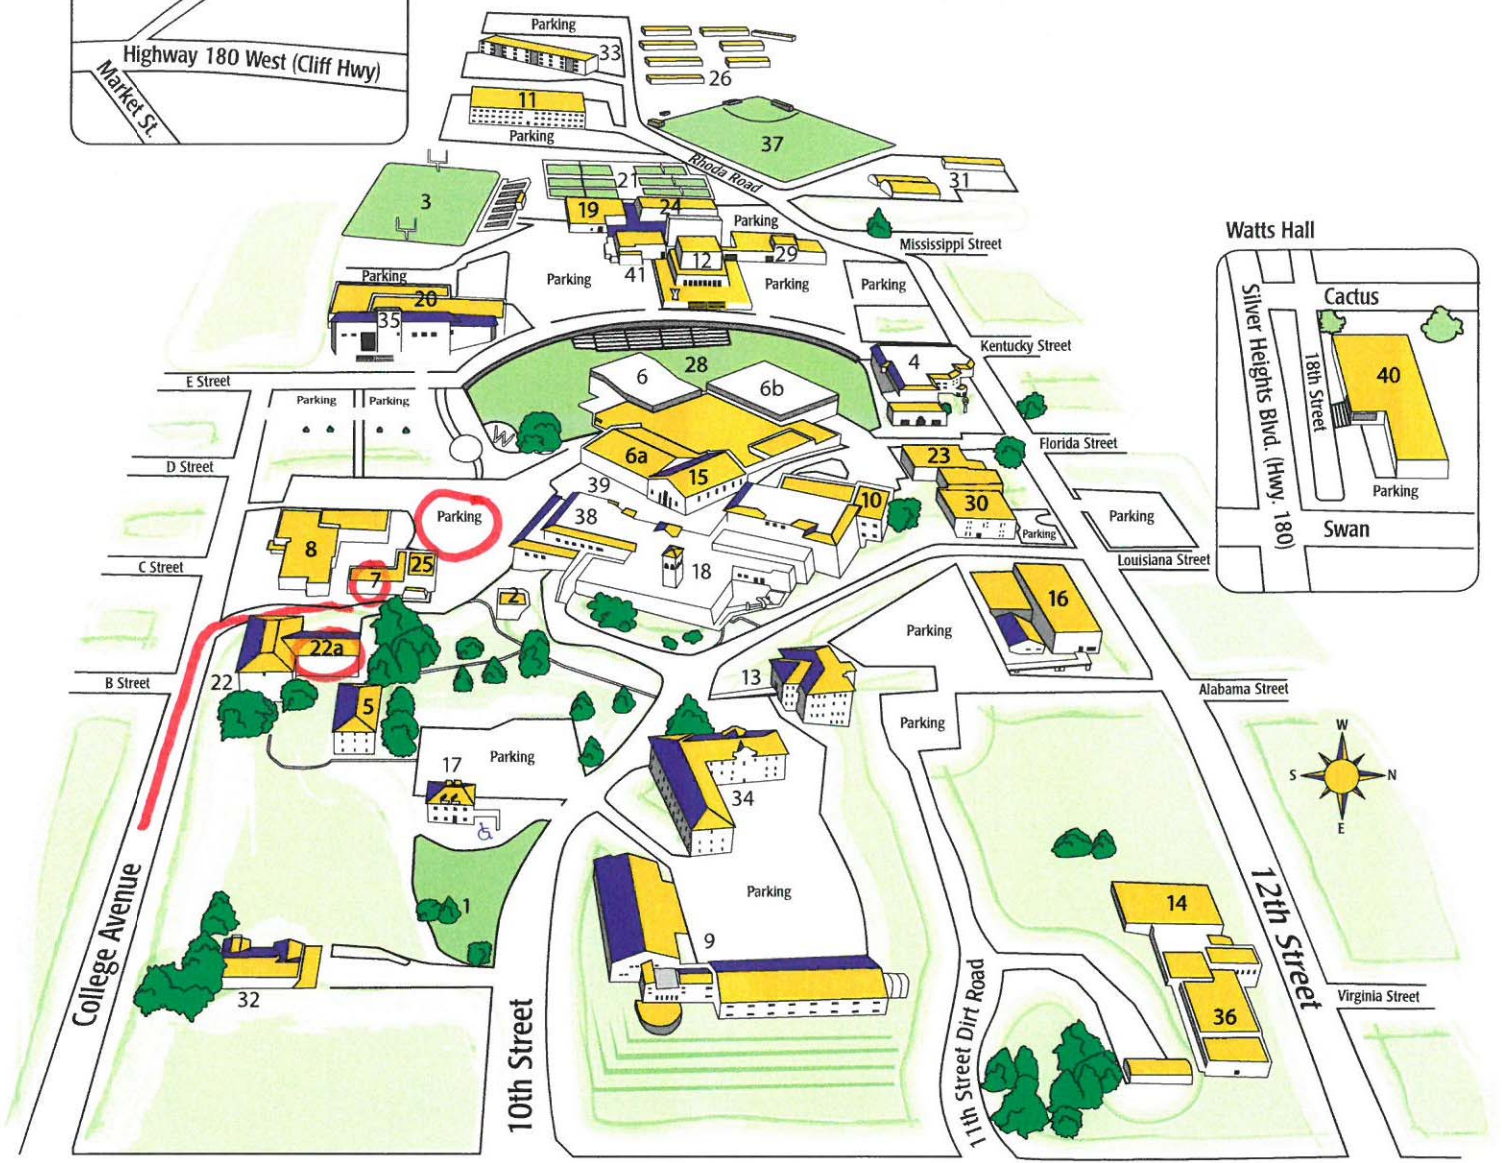 Highway 180 West (Cliff Hwy)
Market St.
Parking
33
26
11
Parking
37
Rhoda Road
31
3
21
19
24
Parking
Mississippi Street
41
12
29
Parking
Parking
Parking
Parking
20
35
Kentucky Street
28
4
6
6b
E Street
Parking
Parking
W
Florida Street
D Street
6a
15
23
39
10
30
38
Parking
Parking
Parking
Louisiana Street
8
25
7
C Street
18
2
16
Parking
22a
22
B Street
13
Alabama Street
5
Parking
Parking
17
34
W
S
N
E
Parking
1
9
14
College Avenue
32
10th Street
11th Street Dirt Road
12th Street
Virginia Street
36
Watts Hall
Silver Heights Blvd. (Hwy. 180)
Cactus
18th Street
40
Parking
Swan